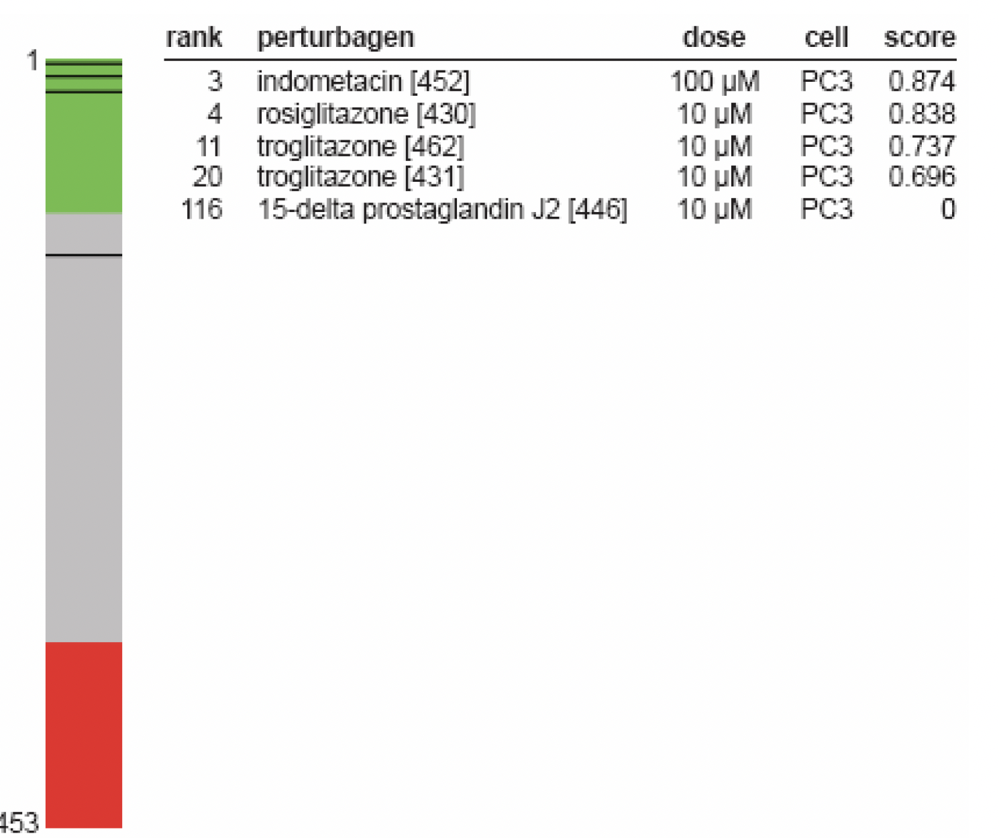 rank perturbagen dose cell score
1
3 indometacin [452] 100 µM PC3 0.874
4 rosiglitazone [430] 10 µM PC3 0.838
11 troglitazone [462] 10 µM PC3 0.737
20 troglitazone [431] 10 µM PC3 0.696
116 15-delta prostaglandin J2 [446] 10 µM PC3 0
453